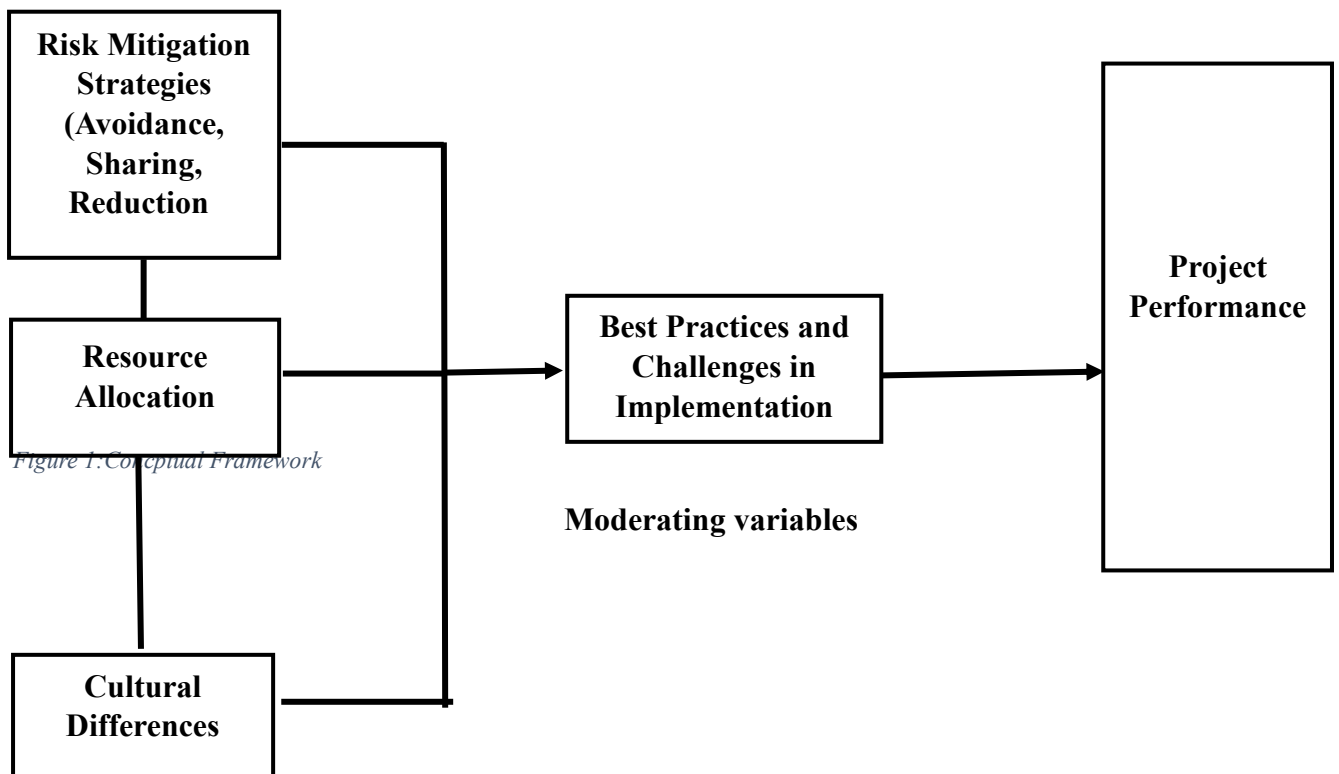 Risk Mitigation
Strategies
(Avoidance,
Sharing,
Reduction
Resource
Allocation
Figure 1:Concptual Framework
Cultural
Differences
Best Practices and
Challenges in
Implementation
Moderating variables
Project
Performance